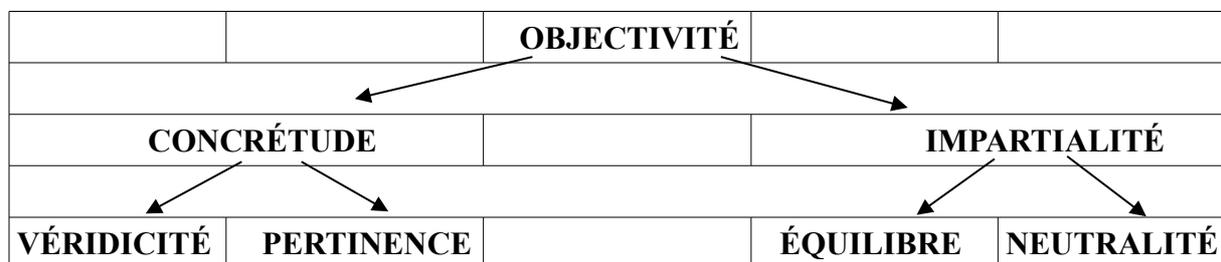 OBJECTIVITÉ
CONCRÉTUDE IMPARTIALITÉ
VÉRIDICITÉ PERTINENCE ÉQUILIBRE NEUTRALITÉ